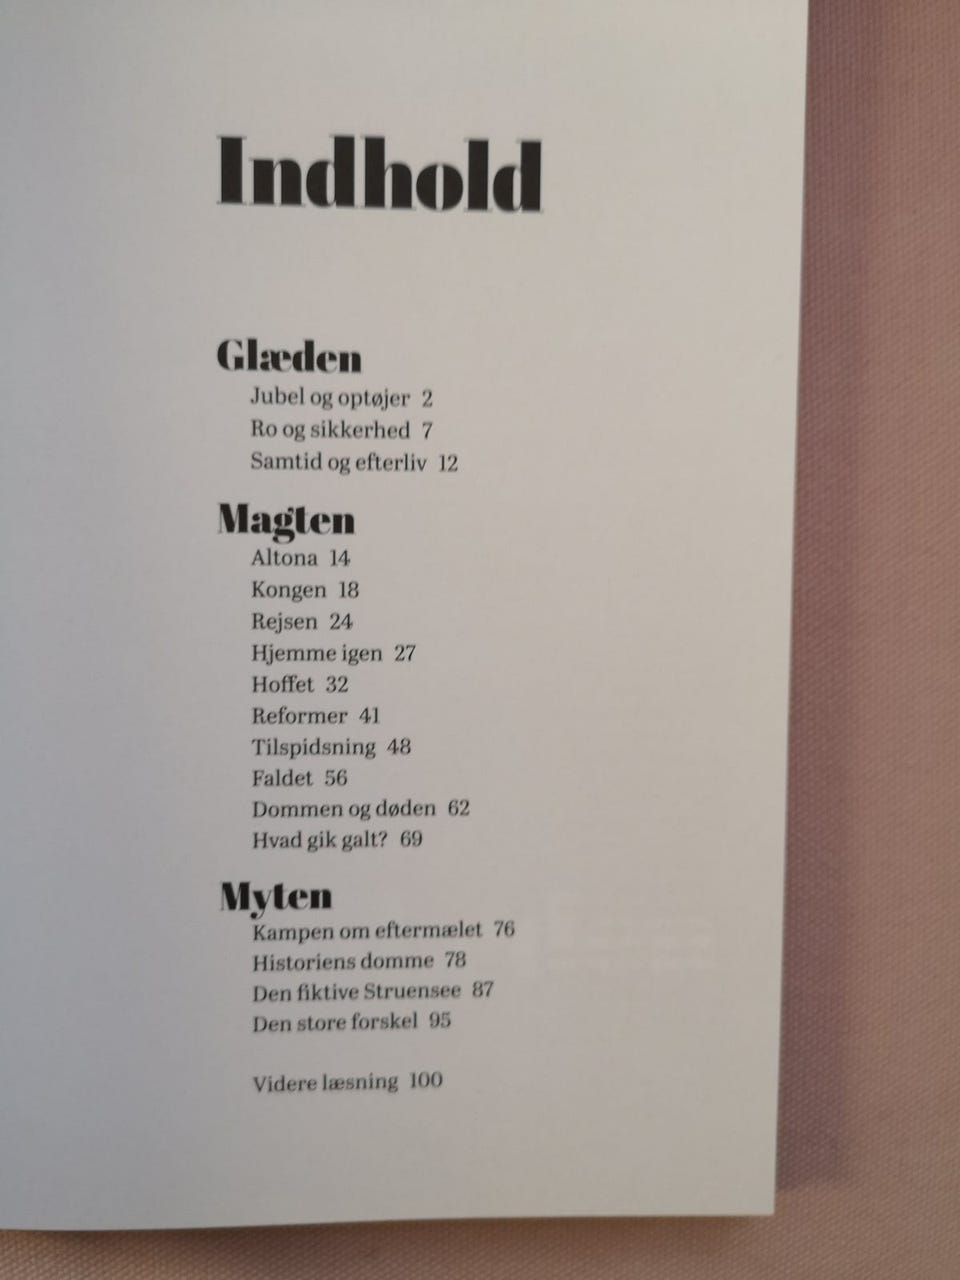 Indhold
Glæden
Jubel og optøjer 2
Ro og sikkerhed 7
Samtid og efterliv 12
Magten
Altona 14
Kongen 18
Rejsen 24
Hjemme igen 27
Hoffet 32
Reformer 41
Tilspidsning 48
Faldet 56
Dommen og døden 62
Hvad gik galt? 69
Myten
Kampen om eftermælet 76
Historiens domme 78
Den fiktive Struensee 87
Den store forskel 95
Videre læsning 100